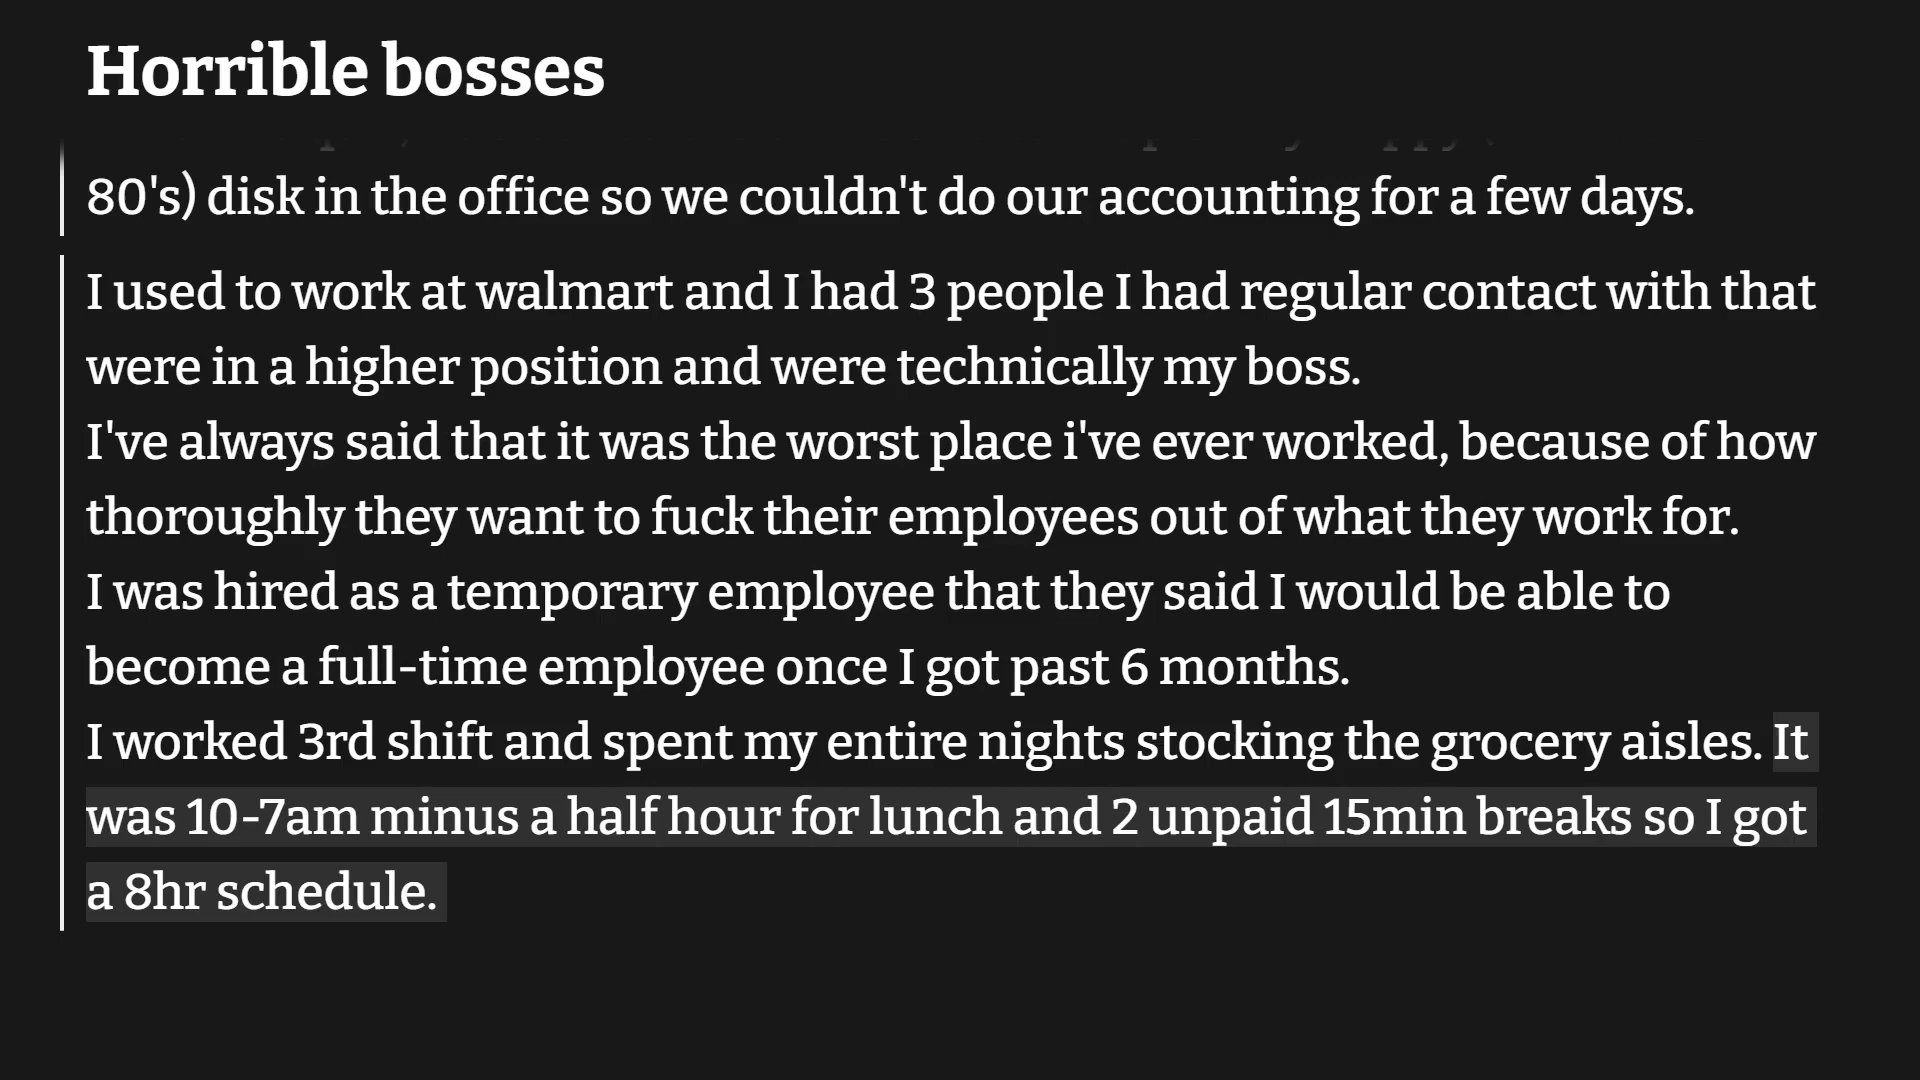 Horrible bosses
80's) disk in the office so we couldn't do our accounting for a few days.
I used to work at walmart and I had 3 people I had regular contact with that
were in a higher position and were technically my boss.
I've always said that it was the worst place i've ever worked, because of how
thoroughly they want to fuck their employees out of what they work for.
I was hired as a temporary employee that they said I would be able to
become a full-time employee once I got past 6 months.
I worked 3rd shift and spent my entire nights stocking the grocery aisles. It
was 10-7am minus a half hour for lunch and 2 unpaid 15min breaks so I got
a 8hr schedule.